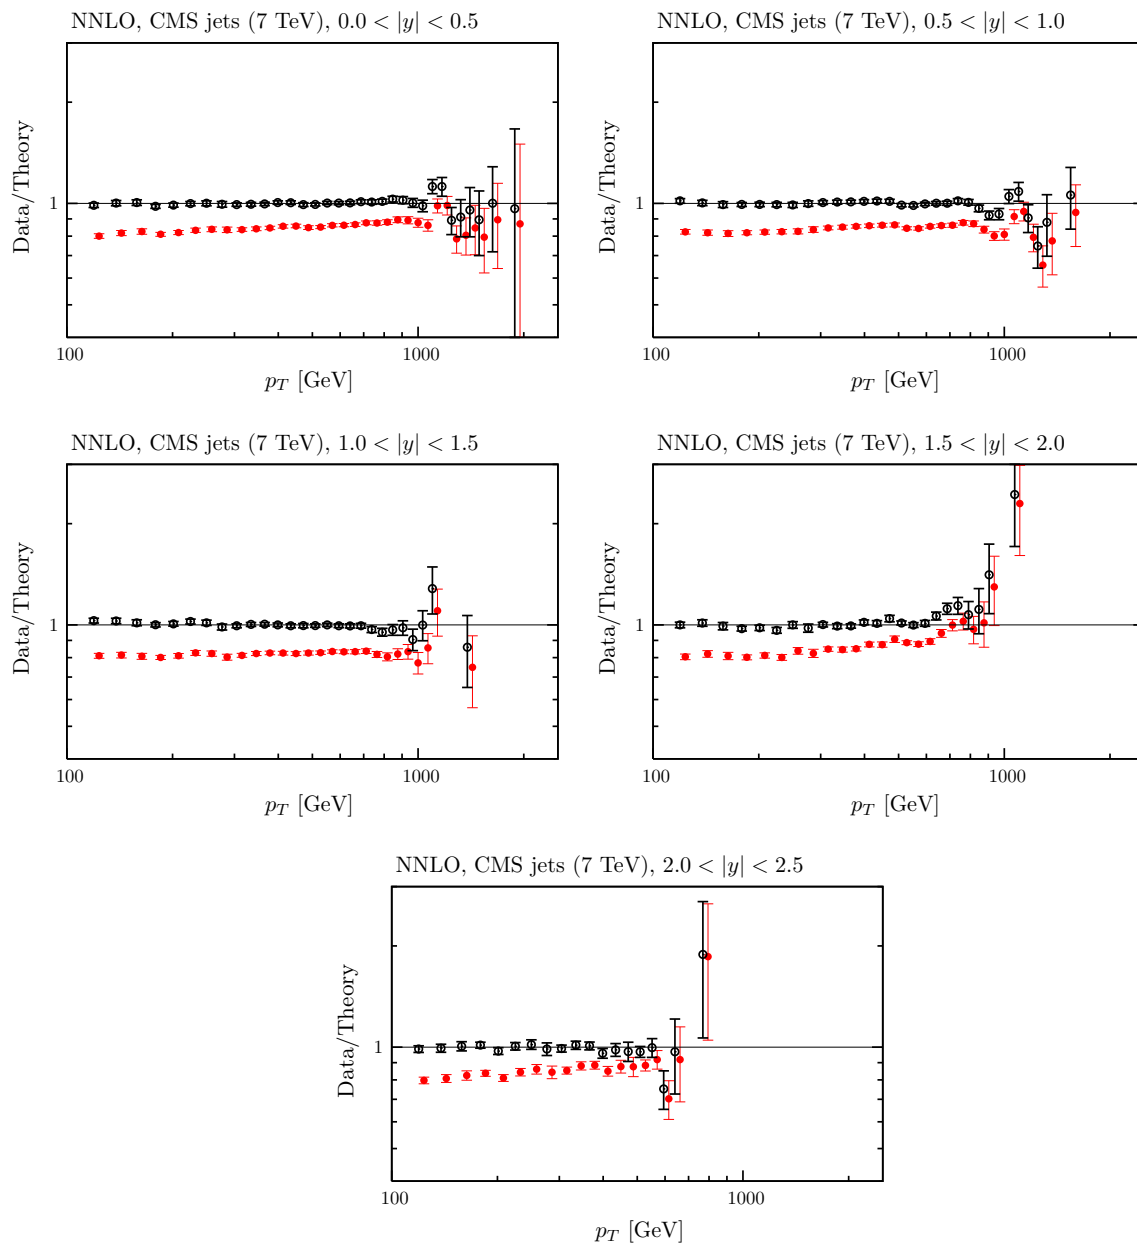 NNLO, CMS jets (7 TeV), 0.0 < |y| < 0.5
Data/Theory
1
100
1000
p_T [GeV]
NNLO, CMS jets (7 TeV), 0.5 < |y| < 1.0
Data/Theory
1
100
1000
p_T [GeV]
NNLO, CMS jets (7 TeV), 1.0 < |y| < 1.5
Data/Theory
1
100
1000
p_T [GeV]
NNLO, CMS jets (7 TeV), 1.5 < |y| < 2.0
Data/Theory
1
100
1000
p_T [GeV]
NNLO, CMS jets (7 TeV), 2.0 < |y| < 2.5
Data/Theory
1
100
1000
p_T [GeV]